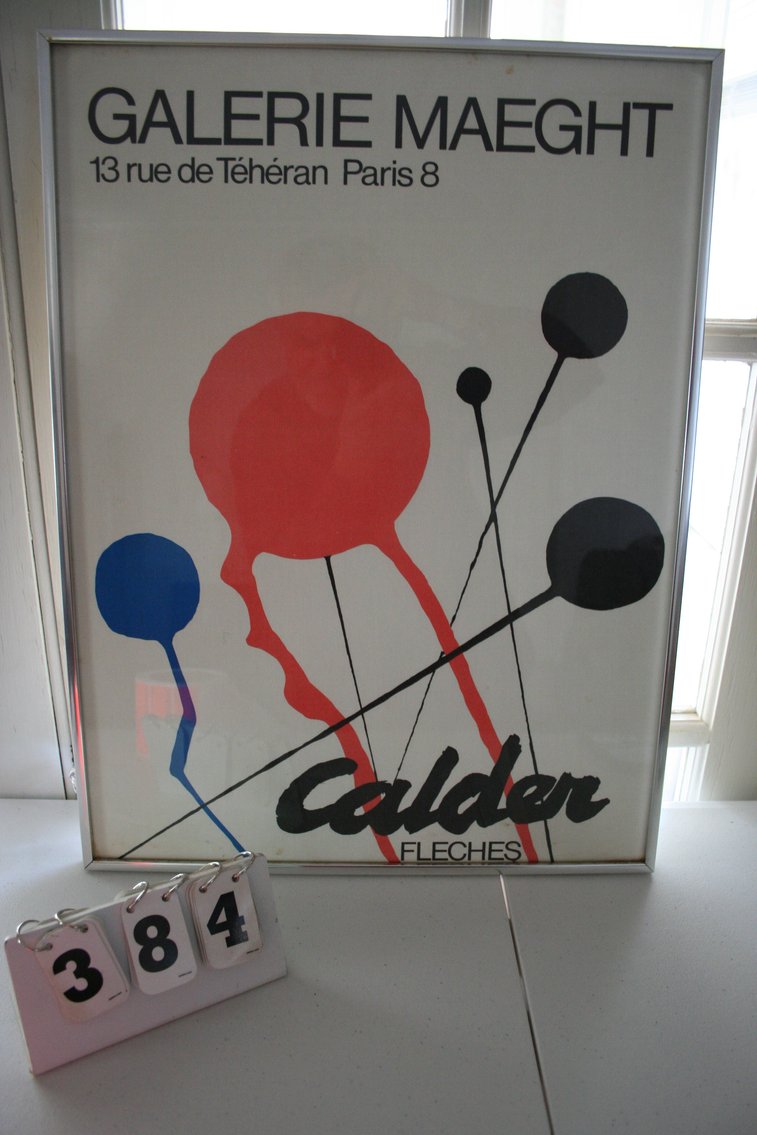 GALERIE MAEGHT
13 rue de Téhéran Paris 8
Calder
FLECHES
384